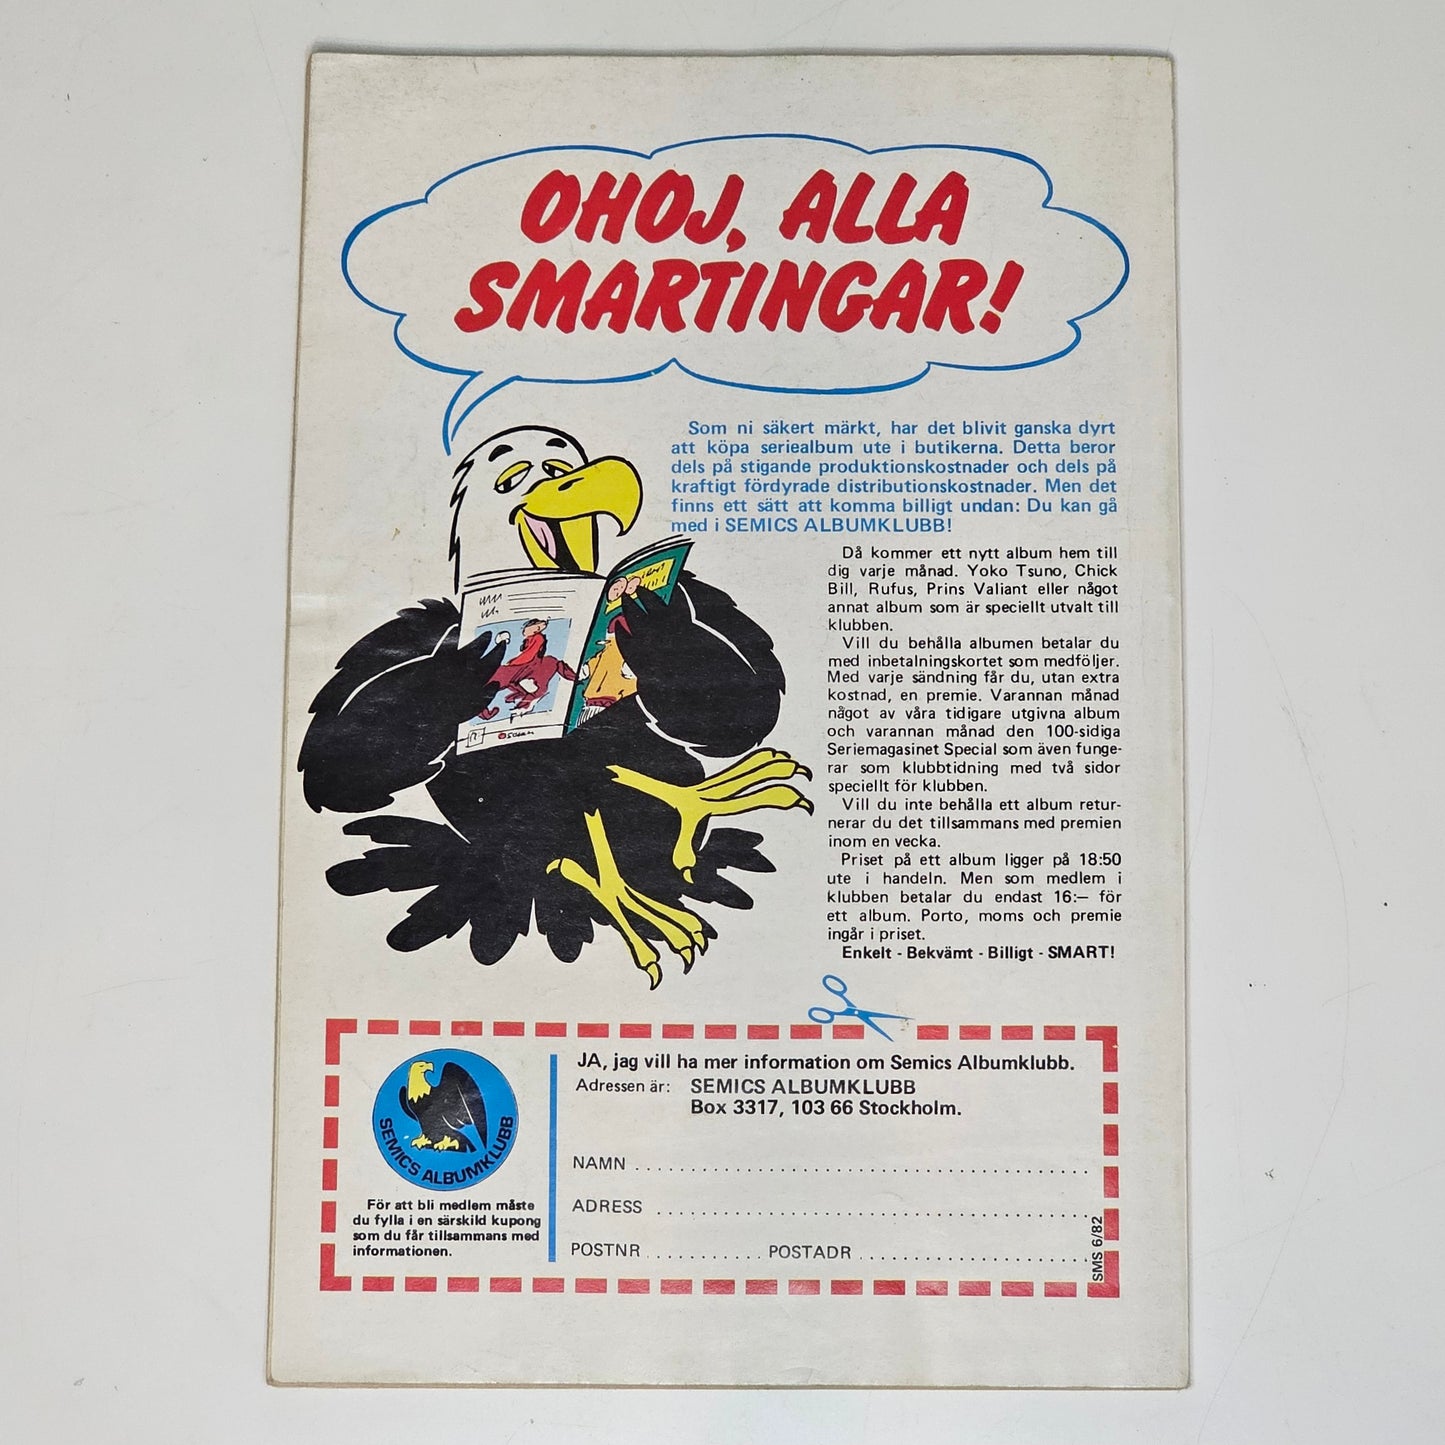 OHOJ, ALLA
SMARTINGAR!
Som ni säkert märkt, har det blivit ganska dyrt
att köpa seriealbum ute i butikerna. Detta beror
dels på stigande produktionskostnader och dels på
kraftigt fördyrade distributionskostnader. Men det
finns ett sätt att komma billigt undan: Du kan gå
med i SEMICS ALBUMKLUBB!
Då kommer ett nytt album hem till
dig varje månad. Yoko Tsuno, Chick
Bill, Rufus, Prins Valiant eller något
annat album som är speciellt utvalt till
klubben.
Vill du behålla albumen betalar du
med inbetalningskortet som medföljer.
Med varje sändning får du, utan extra
kostnad, en premie. Varannan månad
något av våra tidigare utgivna album
och varannan månad den 100-sidiga
Seriemagasinet Special som även funge-
rar som klubbtidning med två sidor
speciellt för klubben.
Vill du inte behålla ett album retur-
nerar du det tillsammans med premien
inom en vecka.
Priset på ett album ligger på 18:50
ute i handeln. Men som medlem i
klubben betalar du endast 16:— för
ett album. Porto, moms och premie
ingår i priset.
Enkelt - Bekvämt - Billigt - SMART!
SEMICS ALBUMKLUBB
För att bli medlem måste
du fylla i en särskild kupong
som du får tillsammans med
informationen.
JA, jag vill ha mer information om Semics Albumklubb.
Adressen är: SEMICS ALBUMKLUBB
Box 3317, 103 66 Stockholm.
NAMN
ADRESS
POSTNR POSTADR
SMS 6/82